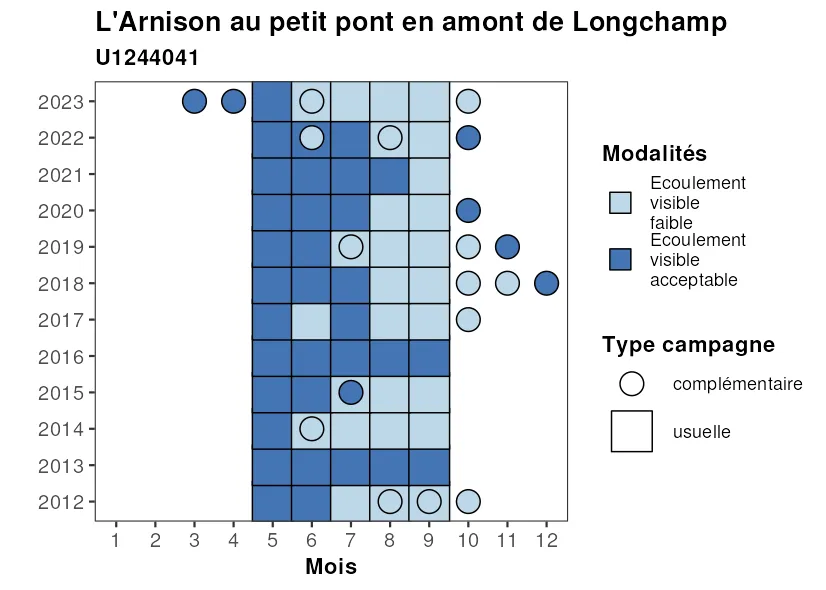 L'Arnison au petit pont en amont de Longchamp
U1244041
2023
2022
2021
2020
2019
2018
2017
2016
2015
2014
2013
2012
1 2 3 4 5 6 7 8 9 10 11 12
Mois
Modalités
Ecoulement
visible
faible
Ecoulement
visible
acceptable
Type campagne
complémentaire
usuelle